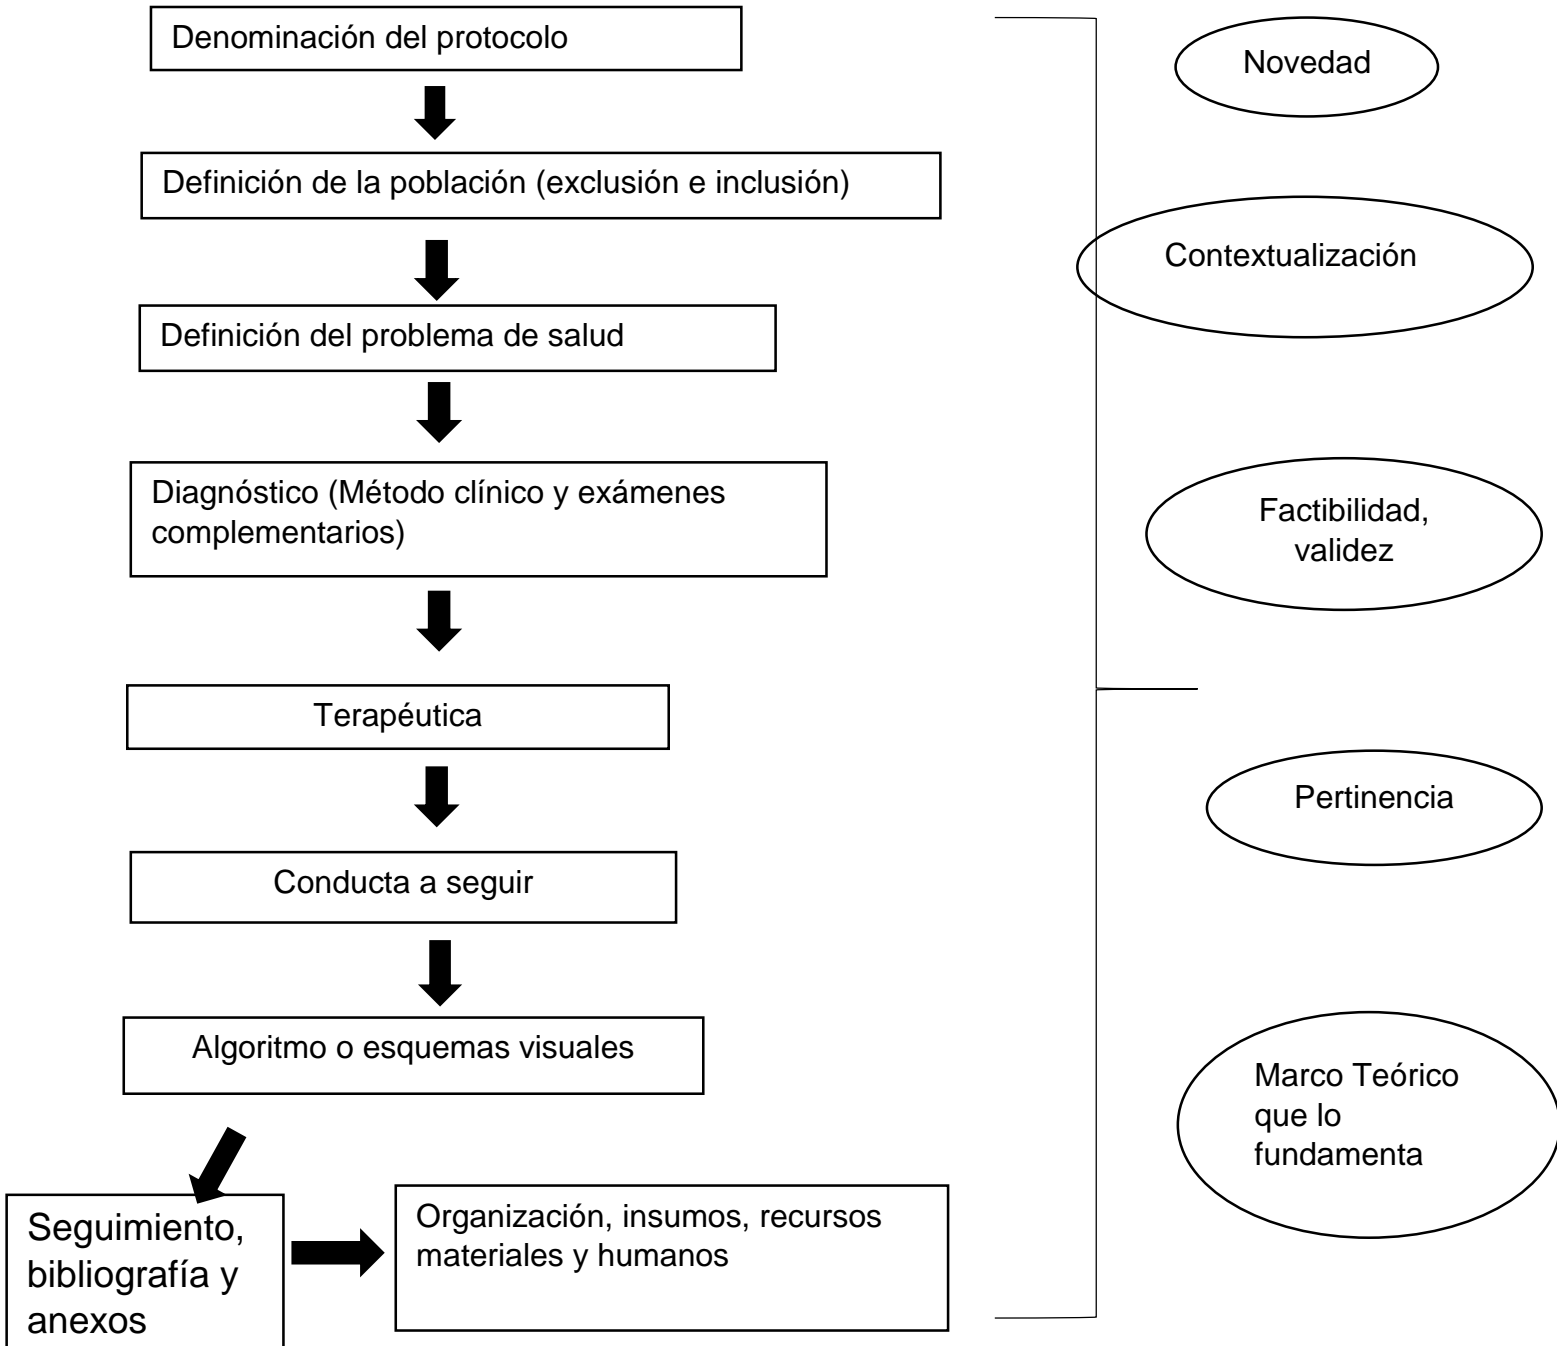 Denominación del protocolo
Definición de la población (exclusión e inclusión)
Definición del problema de salud
Diagnóstico (Método clínico y exámenes
complementarios)
Terapéutica
Conducta a seguir
Algoritmo o esquemas visuales
Seguimiento,
bibliografía y
anexos
Organización, insumos, recursos
materiales y humanos
Novedad
Contextualización
Factibilidad,
validez
Pertinencia
Marco Teórico
que lo
fundamenta